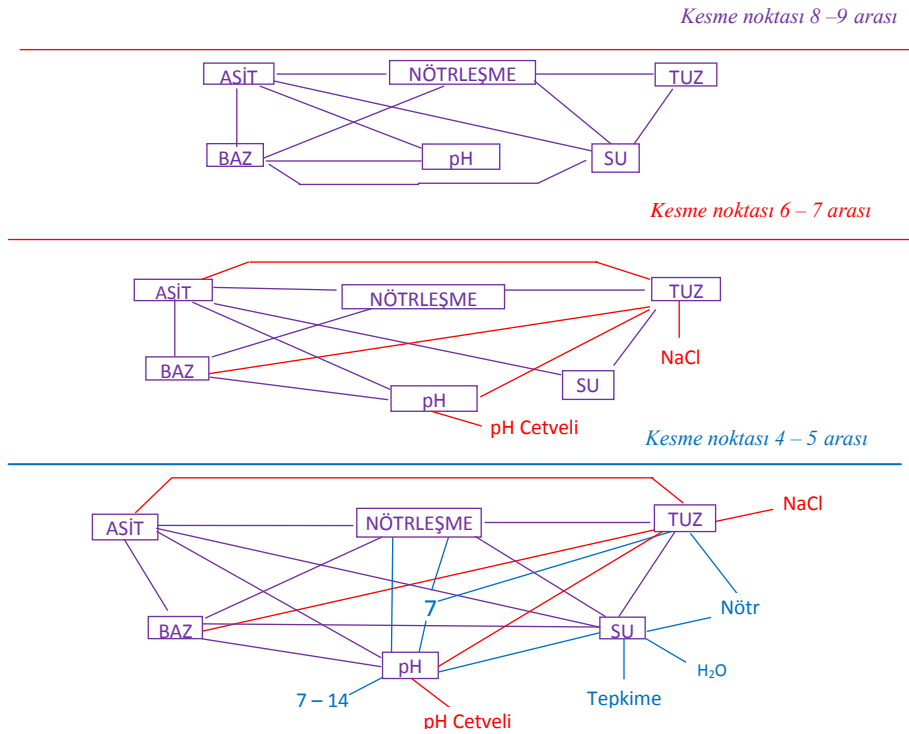 Kesme noktası 8 –9 arası
ASİT NÖTRLEŞME TUZ
BAZ pH SU
Kesme noktası 6 – 7 arası
ASİT NÖTRLEŞME TUZ
NaCl
BAZ pH SU
pH Cetveli
Kesme noktası 4 – 5 arası
ASİT NÖTRLEŞME TUZ NaCl
7 Nötr
BAZ SU
pH H₂O
7 – 14 Tepkime
pH Cetveli